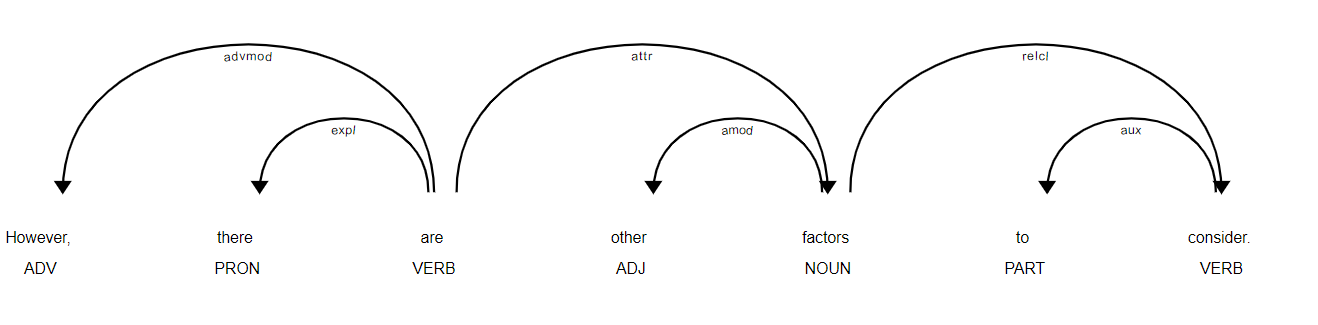 advmod attr relcl
expl amod aux
However, there are other factors to consider.
ADV PRON VERB ADJ NOUN PART VERB